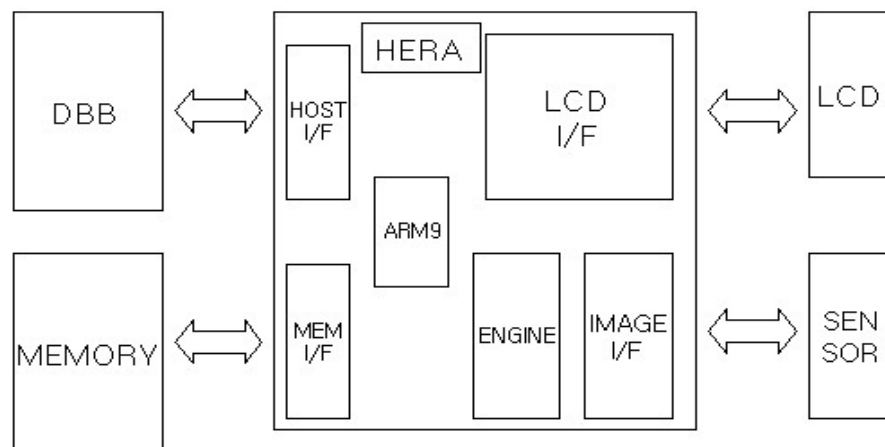 HERA
DBB
HOST
I/F
LCD
I/F
LCD
ARM9
MEMORY
MEM
I/F
ENGINE
IMAGE
I/F
SEN
SOR